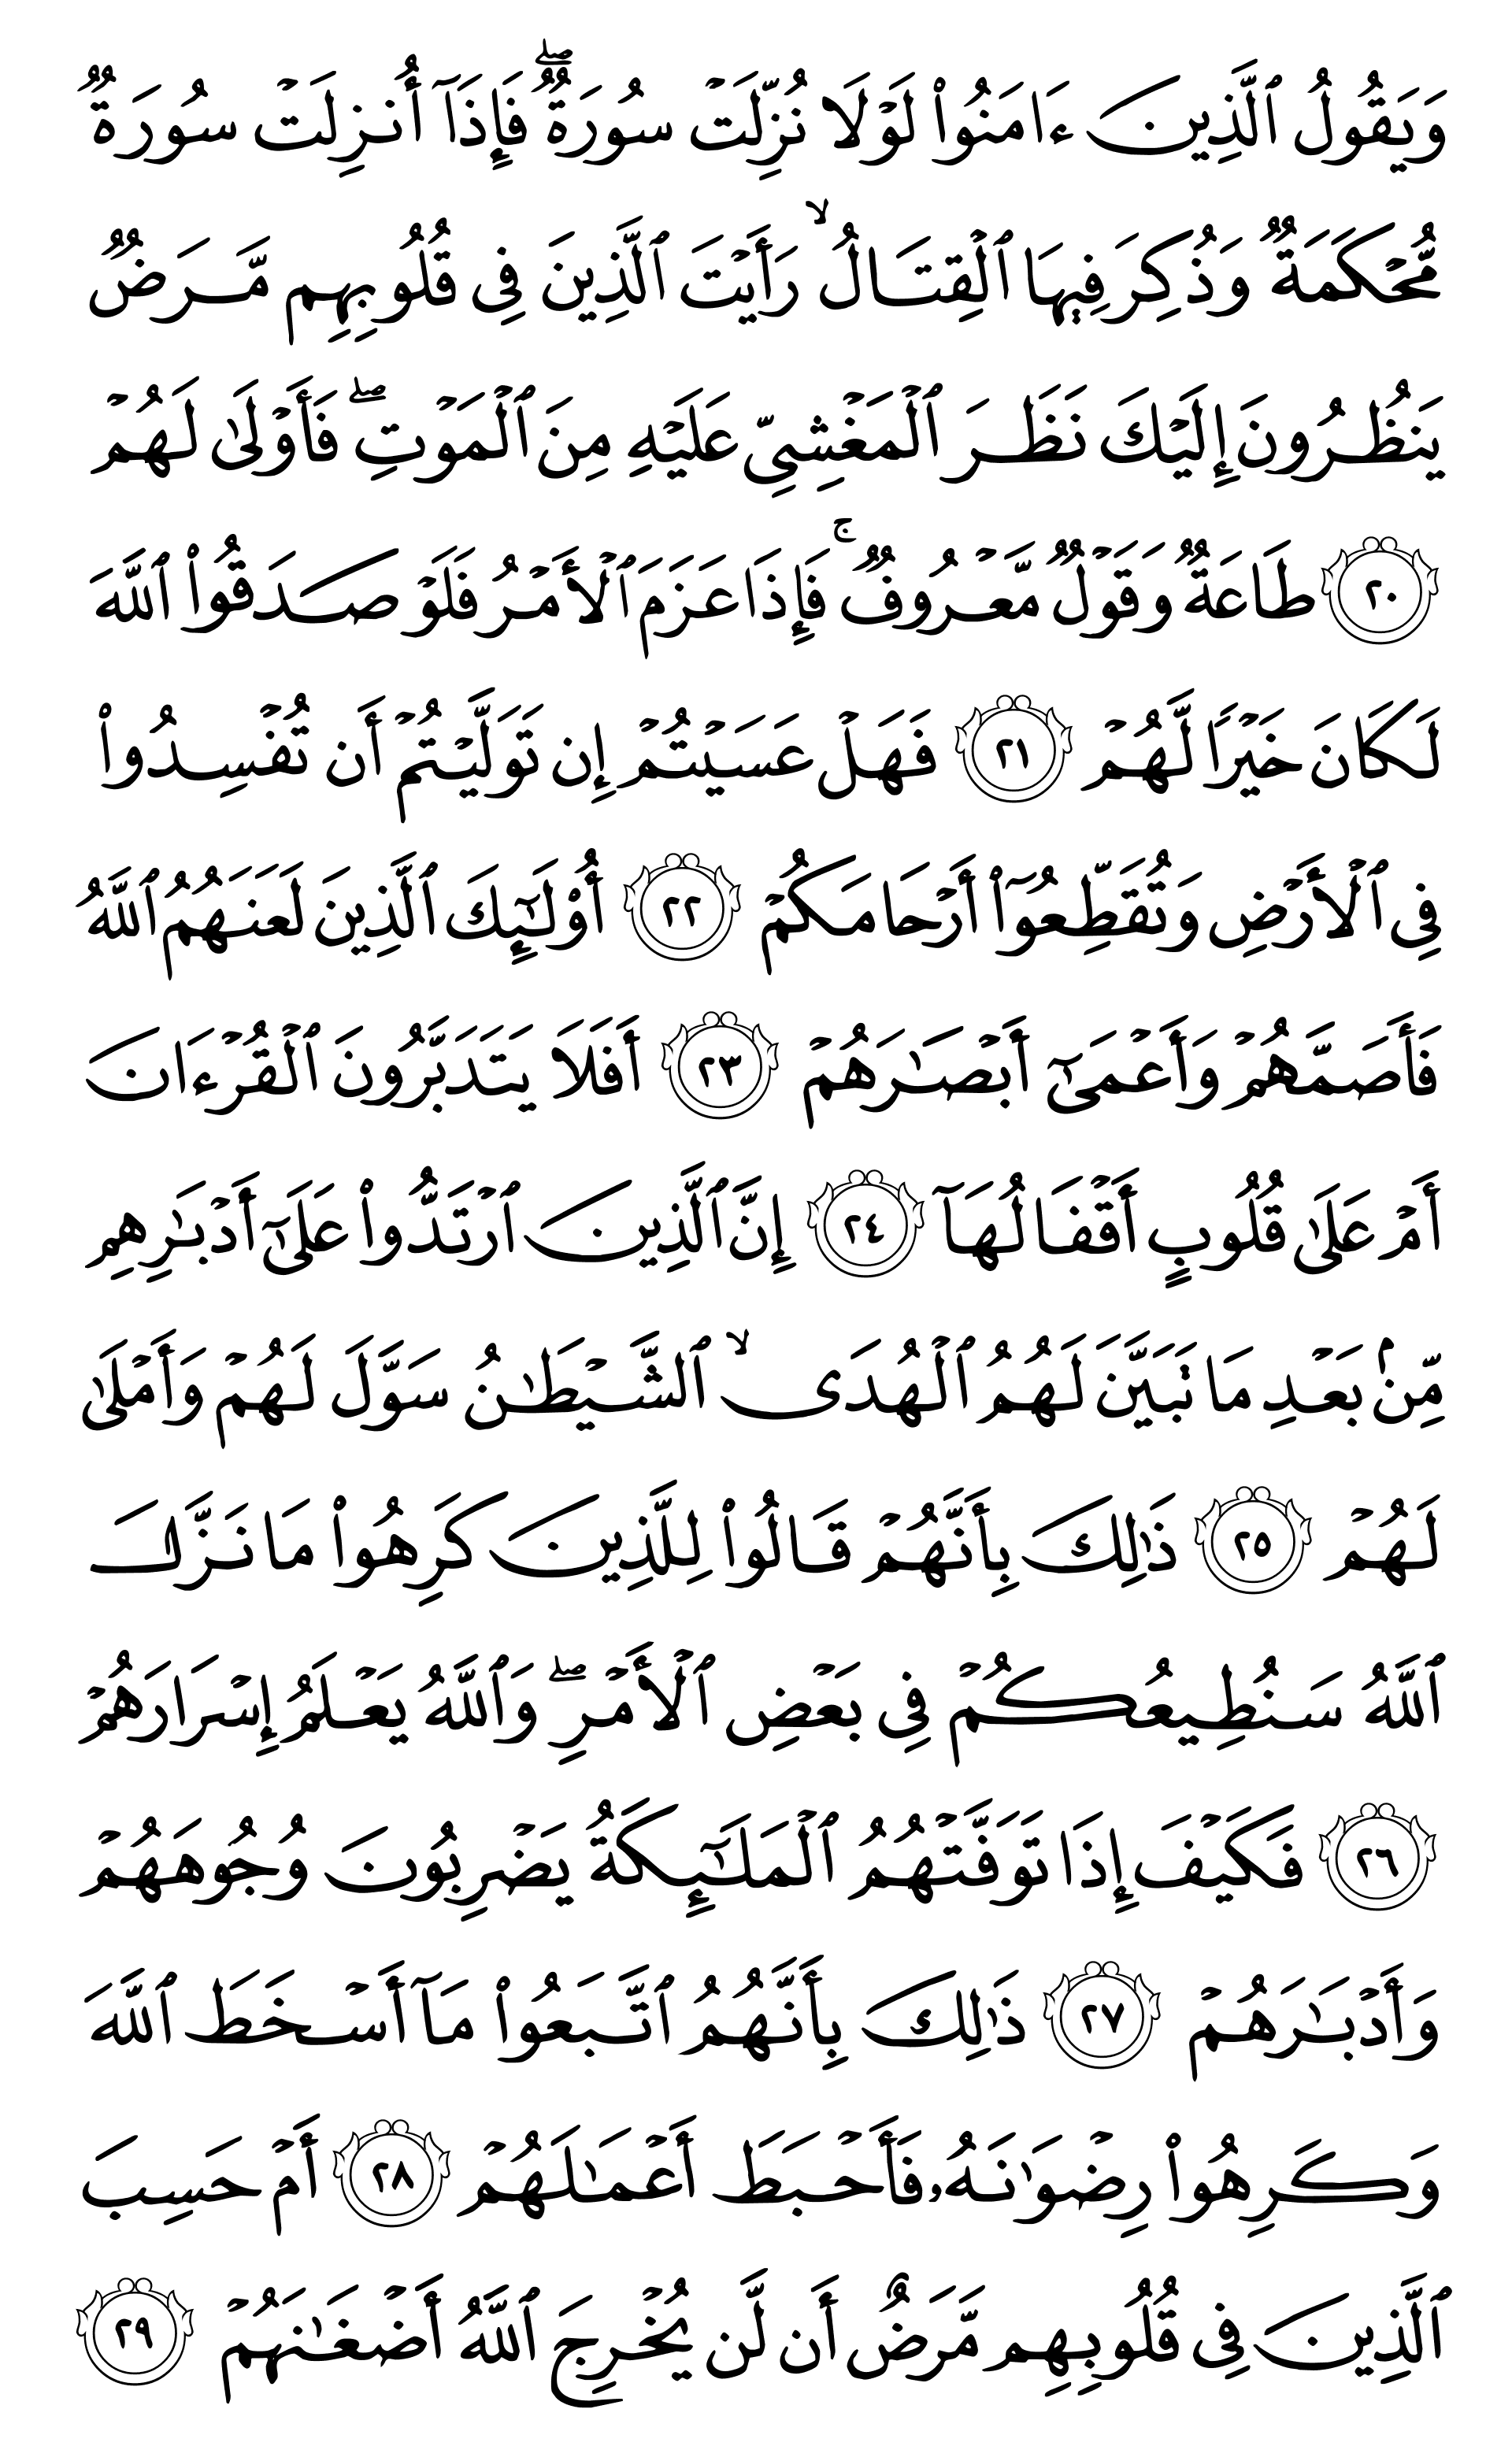 وَيَقُولُ ٱلَّذِينَ ءَامَنُوا۟ لَوْلَا نُزِّلَتْ سُورَةٌۖ فَإِذَآ أُنزِلَتْ سُورَةٌ
مُّحْكَمَةٌ وَذُكِرَ فِيهَا ٱلْقِتَالُۙ رَأَيْتَ ٱلَّذِينَ فِى قُلُوبِهِم مَّرَضٌ
يَنظُرُونَ إِلَيْكَ نَظَرَ ٱلْمَغْشِىِّ عَلَيْهِ مِنَ ٱلْمَوْتِۖ فَأَوْلَىٰ لَهُمْ
٢٠ طَاعَةٌ وَقَوْلٌ مَّعْرُوفٌۚ فَإِذَا عَزَمَ ٱلْأَمْرُ فَلَوْ صَدَقُوا۟ ٱللَّهَ
لَكَانَ خَيْرًا لَّهُمْ ٢١ فَهَلْ عَسَيْتُمْ إِن تَوَلَّيْتُمْ أَن تُفْسِدُوا۟
فِى ٱلْأَرْضِ وَتُقَطِّعُوٓا۟ أَرْحَامَكُمْ ٢٢ أُو۟لَـٰٓئِكَ ٱلَّذِينَ لَعَنَهُمُ ٱللَّهُ
فَأَصَمَّهُمْ وَأَعْمَىٰٓ أَبْصَـٰرَهُمْ ٢٣ أَفَلَا يَتَدَبَّرُونَ ٱلْقُرْءَانَ
أَمْ عَلَىٰ قُلُوبٍ أَقْفَالُهَآ ٢٤ إِنَّ ٱلَّذِينَ ٱرْتَدُّوا۟ عَلَىٰٓ أَدْبَـٰرِهِم
مِّنۢ بَعْدِ مَا تَبَيَّنَ لَهُمُ ٱلْهُدَىۙ ٱلشَّيْطَـٰنُ سَوَّلَ لَهُمْ وَأَمْلَىٰ
لَهُمْ ٢٥ ذَٰلِكَ بِأَنَّهُمْ قَالُوا۟ لِلَّذِينَ كَرِهُوا۟ مَا نَزَّلَ
ٱللَّهُ سَنُطِيعُكُمْ فِى بَعْضِ ٱلْأَمْرِۖ وَٱللَّهُ يَعْلَمُ إِسْرَارَهُمْ
٢٦ فَكَيْفَ إِذَا تَوَفَّتْهُمُ ٱلْمَلَـٰٓئِكَةُ يَضْرِبُونَ وُجُوهَهُمْ
وَأَدْبَـٰرَهُمْ ٢٧ ذَٰلِكَ بِأَنَّهُمُ ٱتَّبَعُوا۟ مَآ أَسْخَطَ ٱللَّهَ
وَكَرِهُوا۟ رِضْوَٰنَهُۥ فَأَحْبَطَ أَعْمَـٰلَهُمْ ٢٨ أَمْ حَسِبَ
ٱلَّذِينَ فِى قُلُوبِهِم مَّرَضٌ أَن لَّن يُخْرِجَ ٱللَّهُ أَضْغَـٰنَهُمْ ٢٩